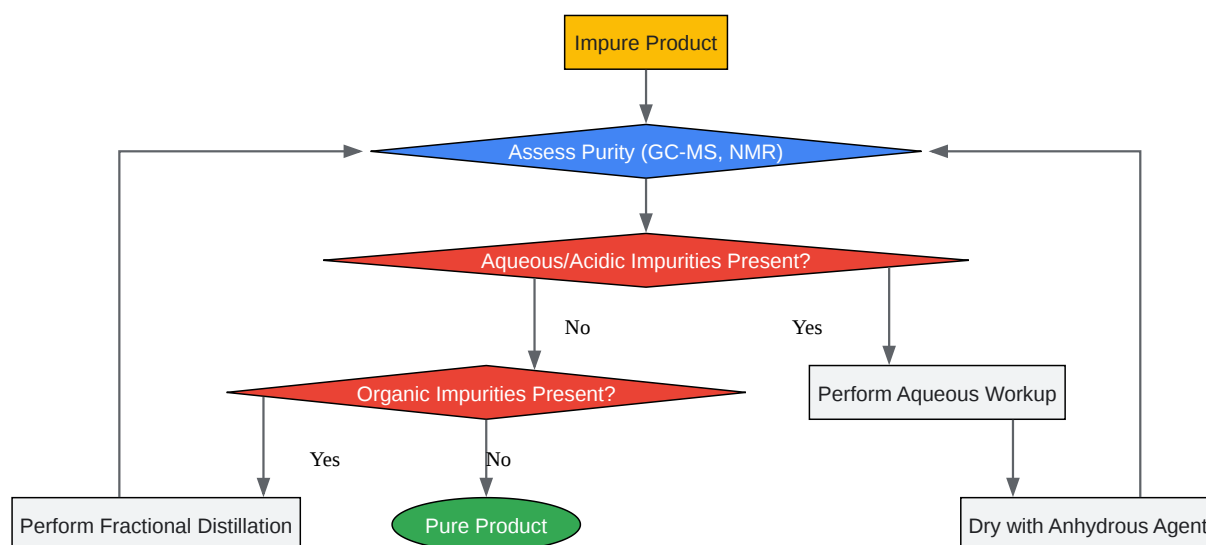 Impure Product
Assess Purity (GC-MS, NMR)
Aqueous/Acidic Impurities Present?
No
Yes
Organic Impurities Present?
Perform Aqueous Workup
Yes
No
Perform Fractional Distillation
Pure Product
Dry with Anhydrous Agent